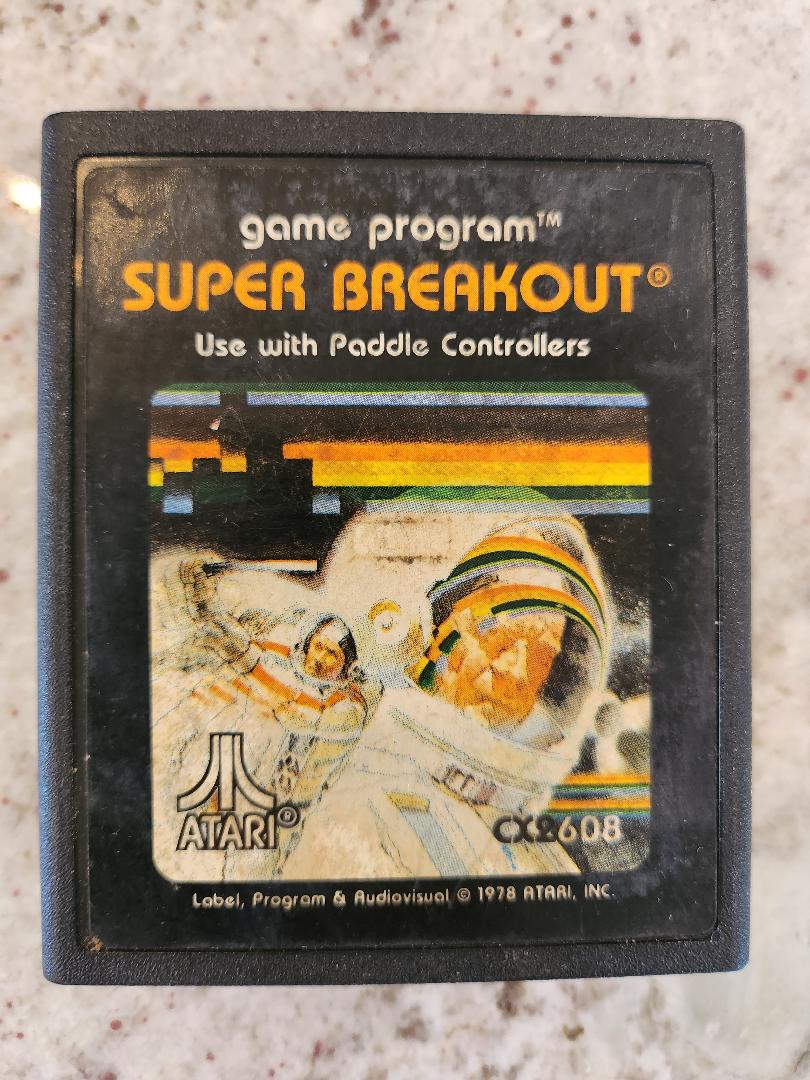 game program™
SUPER BREAKOUT®
Use with Paddle Controllers
ATARI®
CX2608
Label, Program & Audiovisual © 1978 ATARI, INC.